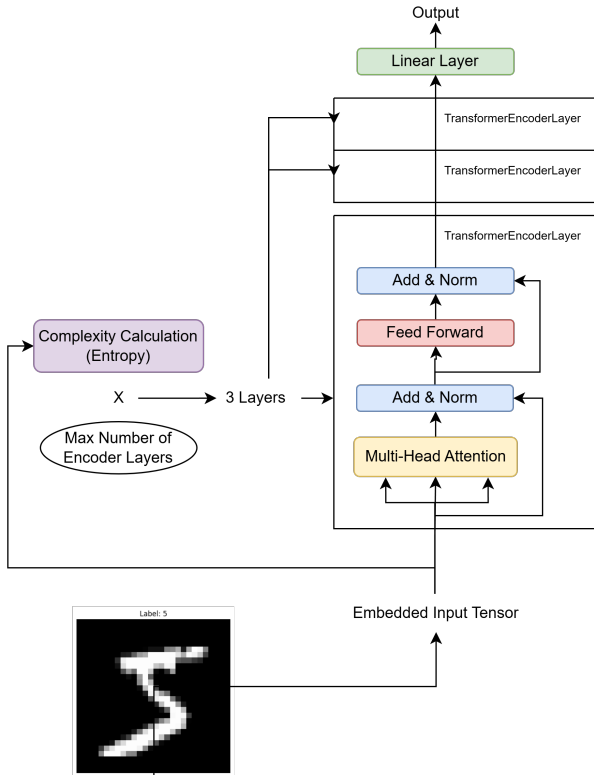 Output
Linear Layer
TransformerEncoderLayer
TransformerEncoderLayer
TransformerEncoderLayer
Add & Norm
Feed Forward
Complexity Calculation
(Entropy)
X
3 Layers
Add & Norm
Max Number of
Encoder Layers
Multi-Head Attention
Embedded Input Tensor
Label: 5
5